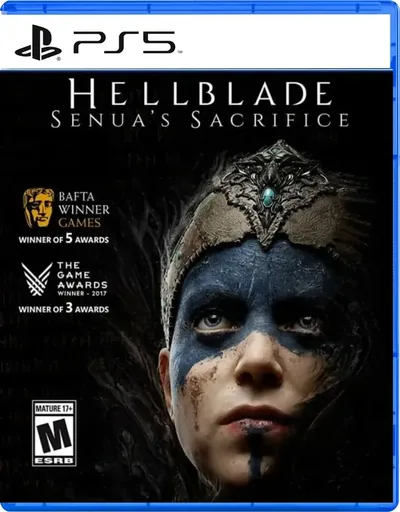 PS5
HELLBLADE
SENUA'S SACRIFICE
BAFTA
WINNER
GAMES
WINNER OF 5 AWARDS
THE
GAME
AWARDS
WINNER - 2017
WINNER OF 3 AWARDS
MATURE 17+
M
ESRB